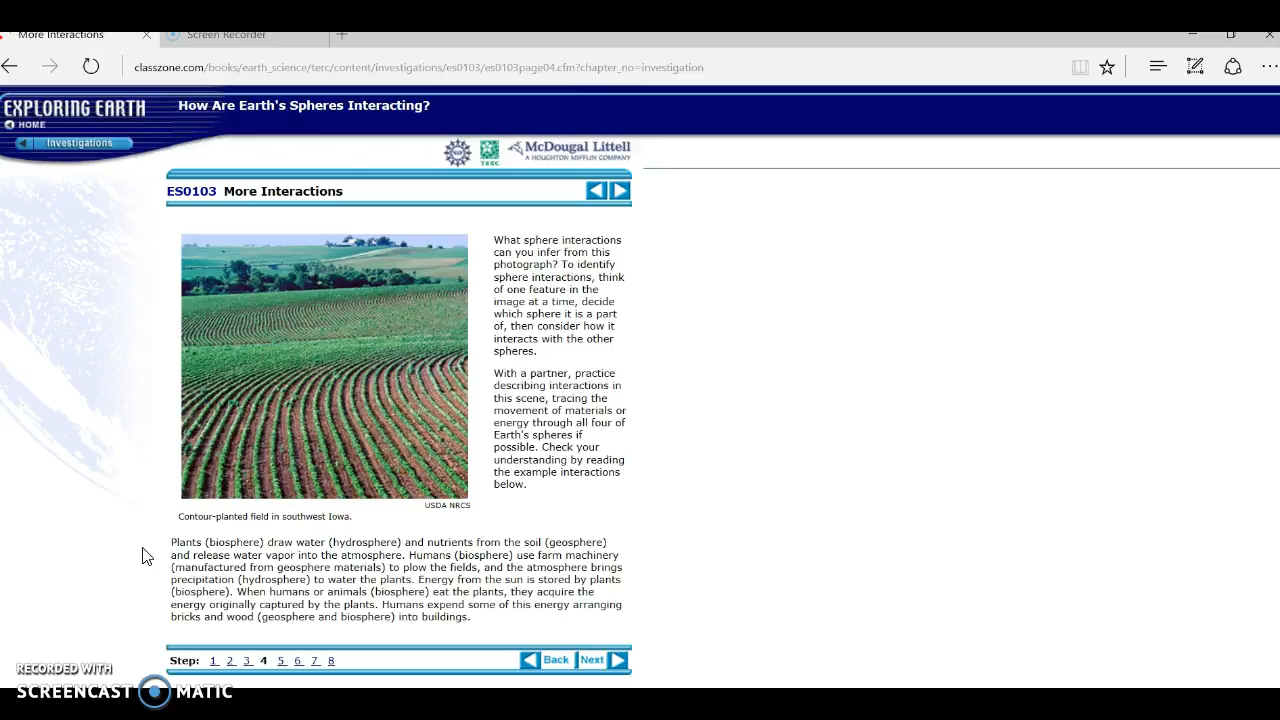 More Interactions
Screen Recorder
classzone.com/books/earth_science/terc/content/investigations/es0103/es0103page04.cfm?chapter_no=investigation
EXPLORING EARTH
HOME
Investigations
How Are Earth's Spheres Interacting?
NSF
TERC
McDougal Littell
A HOUGHTON MIFFLIN COMPANY
ES0103 More Interactions
What sphere interactions
can you infer from this
photograph? To identify
sphere interactions, think
of one feature in the
image at a time, decide
which sphere it is a part
of, then consider how it
interacts with the other
spheres.
With a partner, practice
describing interactions in
this scene, tracing the
movement of materials or
energy through all four of
Earth's spheres if
possible. Check your
understanding by reading
the example interactions
below.
USDA NRCS
Contour-planted field in southwest Iowa.
Plants (biosphere) draw water (hydrosphere) and nutrients from the soil (geosphere)
and release water vapor into the atmosphere. Humans (biosphere) use farm machinery
(manufactured from geosphere materials) to plow the fields, and the atmosphere brings
precipitation (hydrosphere) to water the plants. Energy from the sun is stored by plants
(biosphere). When humans or animals (biosphere) eat the plants, they acquire the
energy originally captured by the plants. Humans expend some of this energy arranging
bricks and wood (geosphere and biosphere) into buildings.
Step: 1 2 3 4 5 6 7 8
Back Next
RECORDED WITH
SCREENCAST MATIC